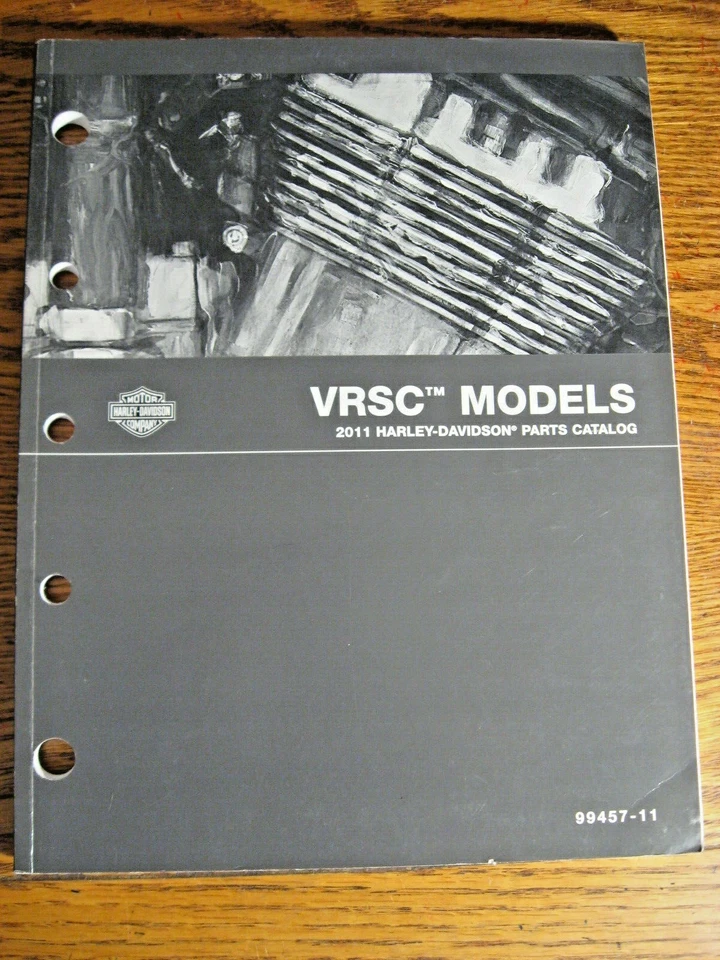 VRSC™ MODELS
MOTOR
HARLEY-DAVIDSON
COMPANY
2011 HARLEY-DAVIDSON® PARTS CATALOG
99457-11